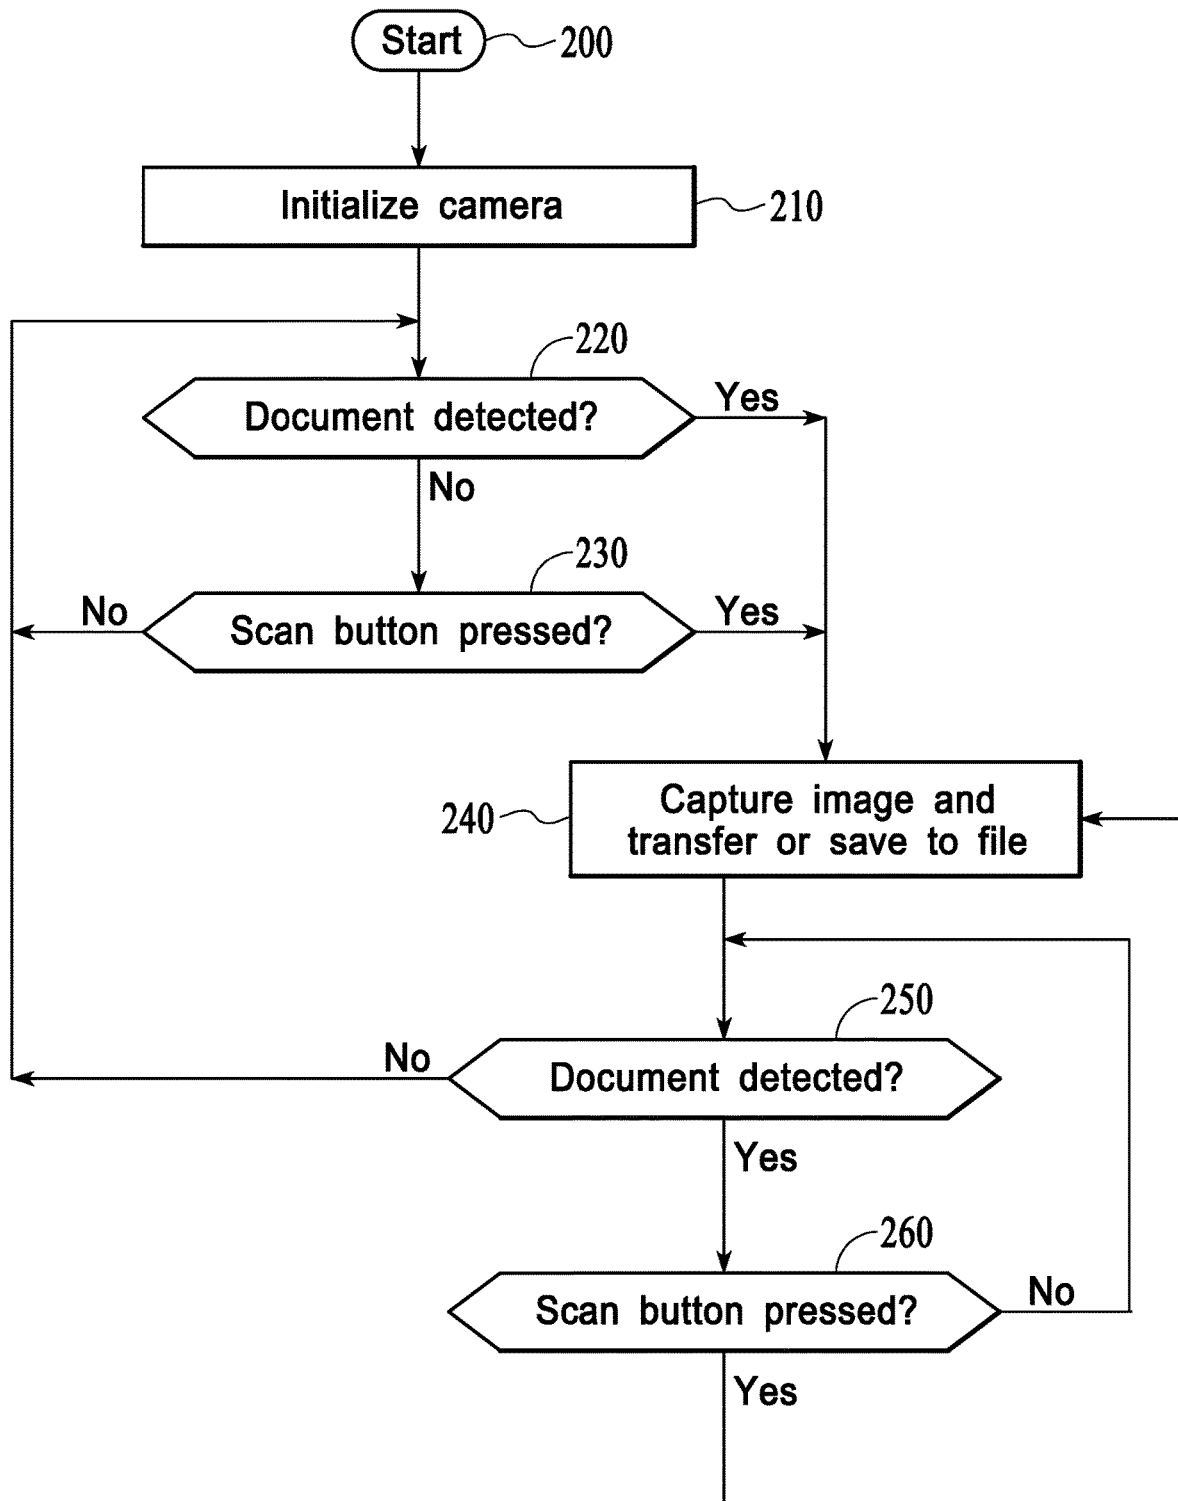 Start
200
Initialize camera
210
220
Document detected?
Yes
No
230
No
Scan button pressed?
Yes
240
Capture image and
transfer or save to file
250
No
Document detected?
Yes
260
Scan button pressed?
No
Yes